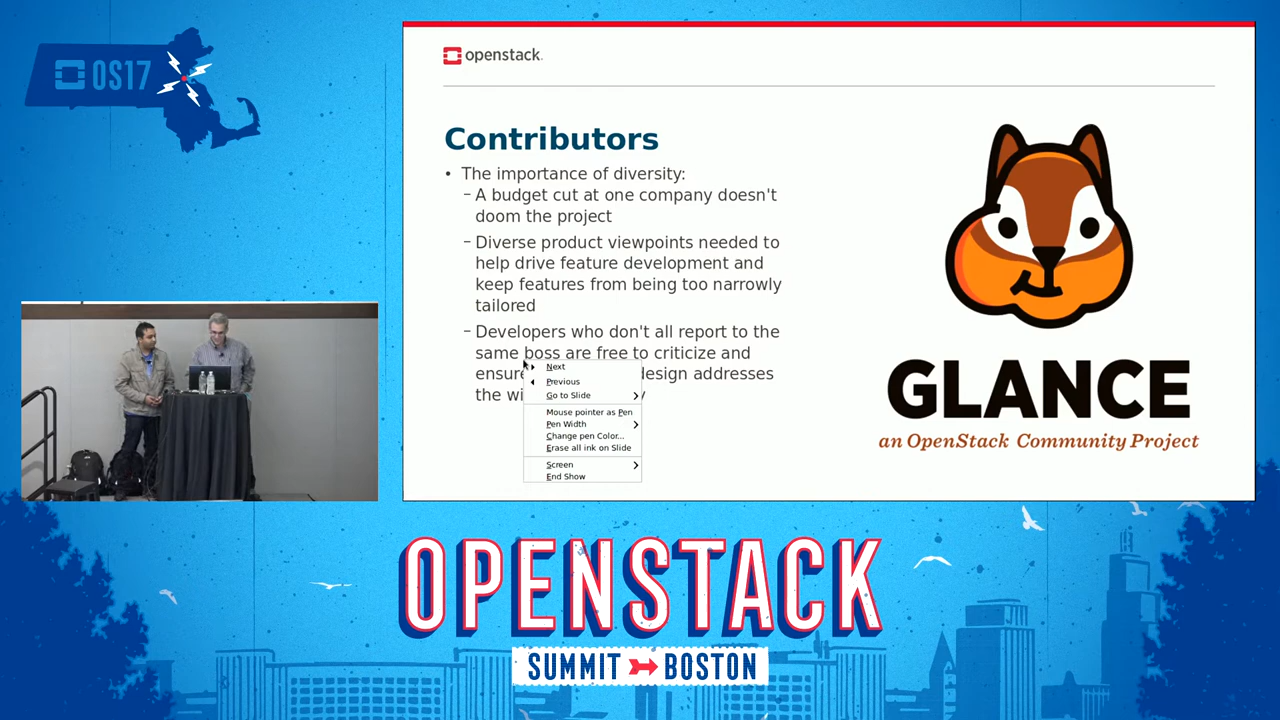 OS17
openstack.
Contributors
• The importance of diversity:
– A budget cut at one company doesn't
doom the project
– Diverse product viewpoints needed to
help drive feature development and
keep features from being too narrowly
tailored
– Developers who don't all report to the
same boss are free to criticize and
ensure design addresses
the
Next
Previous
Go to Slide
Mouse pointer as Pen
Pen Width
Change pen Color...
Erase all ink on Slide
Screen
End Show
GLANCE
an OpenStack Community Project
OPENSTACK
SUMMIT BOSTON